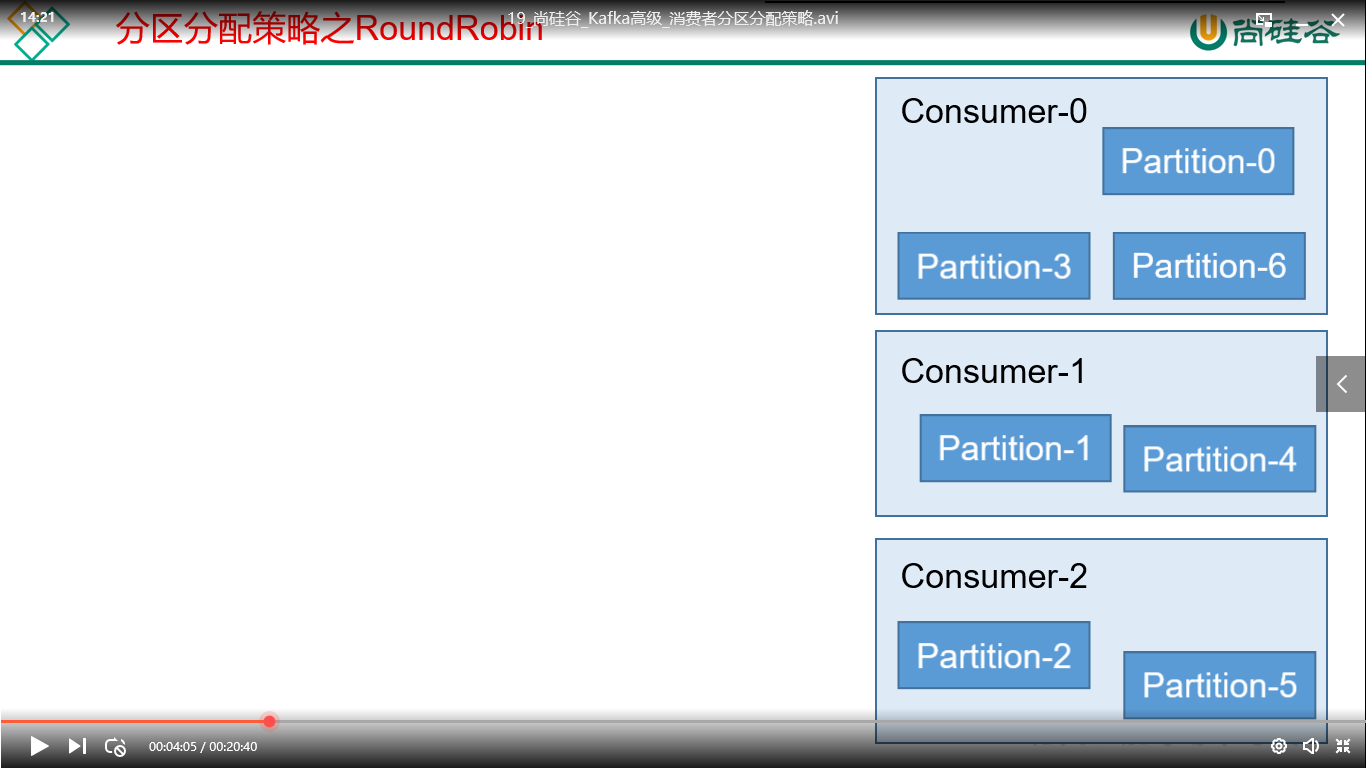 14:21
19_尚硅谷_Kafka高级_消费者分区分配策略.avi
分区分配策略之RoundRobin
尚硅谷
Consumer-0
Partition-0
Partition-3
Partition-6
Consumer-1
Partition-1
Partition-4
Consumer-2
Partition-2
Partition-5
00:04:05 / 00:20:40